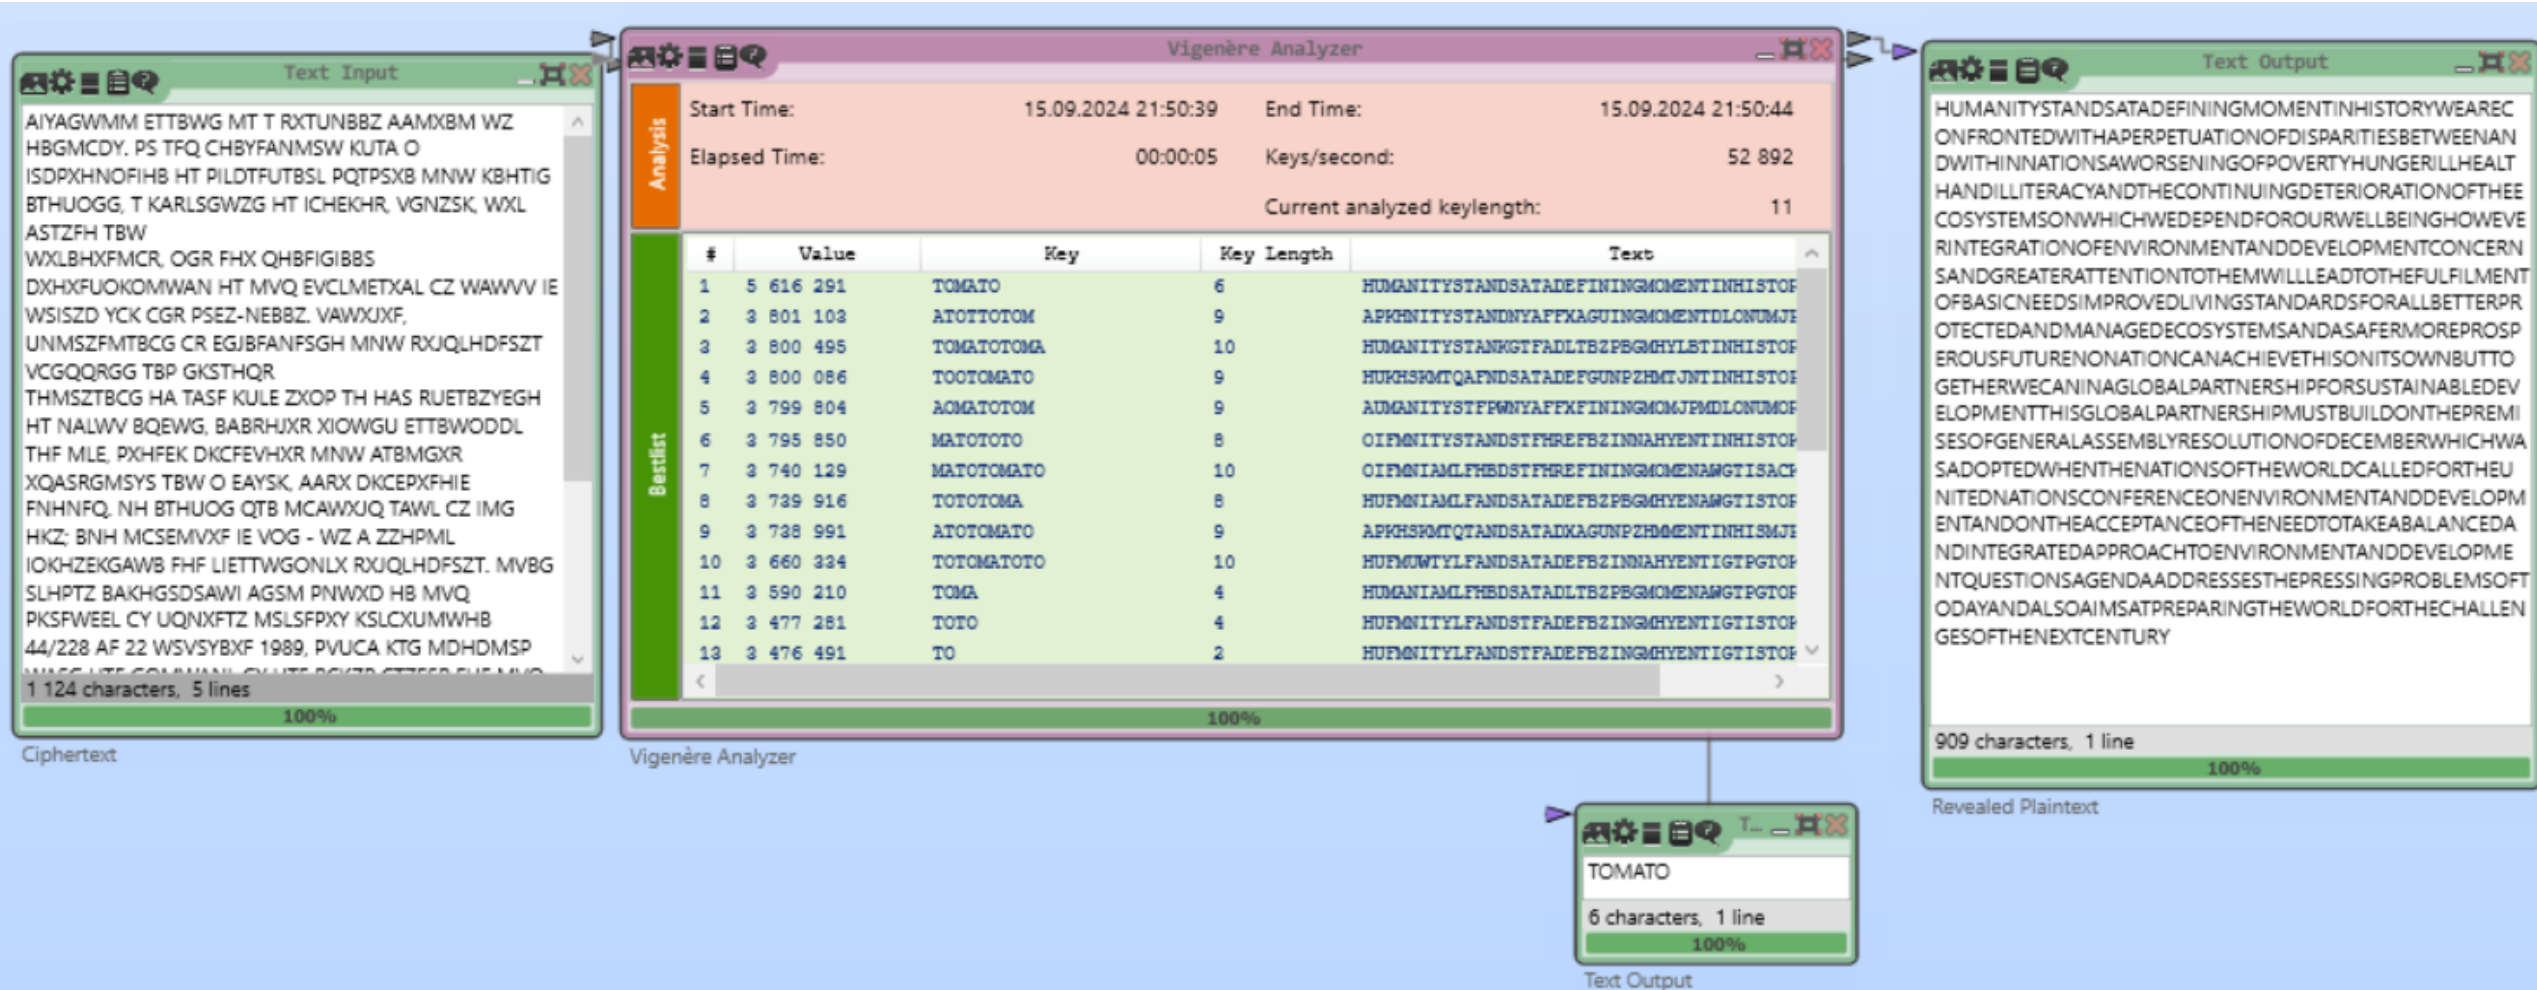 Text Input
AIYAGWMM ETTBWG MT T RXTUNBBZ AAMXBM WZ
HBGMCDY. PS TFQ CHBYFANMSW KUTA O
ISDPXHNOFIHB HT PILDTFUTBSL PQTPSXB MNW KBHTIG
BTHUOGG, T KARLSGWZG HT ICHEKHR, VGNZSK, WXL
ASTZFH TBW
WXLBHXFMCR, OGR FHX QHBFIGIBBS
DXHXFUOKOMWAN HT MVQ EVCLMETXAL CZ WAWVV IE
WSISZD YCK CGR PSEZ-NEBBZ. VAWXJXF,
UNMSZFMTBCG CR EGJBFANFSGH MNW RXJQLHDFSZT
VCGQQRGG TBP GKSTHQR
THMSZTBCG HA TASF KULE ZXOP TH HAS RUETBZYEGH
HT NALWV BQEWG, BABRHJXR XIOWGU ETTBWODDL
THF MLE, PXHFEK DKCFEVHXR MNW ATBMGXR
XQASRGMSYS TBW O EAYSK, AARX DKCEPXFHIE
FNHNFQ. NH BTHUOG QTB MCAWXJQ TAWL CZ IMG
HKZ; BNH MCSEMVXF IE VOG - WZ A ZZHPML
IOKHZEKGAWB FHF LIETTWGONLX RXJQLHDFSZT. MVBG
SLHPTZ BAKHGSDSAWI AGSM PNWXD HB MVQ
PKSFWEEL CY UQNXFTZ MSLSFPXY KSLCXUMWHB
44/228 AF 22 WSVSYBXF 1989, PVUCA KTG MDHDMSP
1 124 characters, 5 lines
100%
Ciphertext
Vigenère Analyzer
Analysis
Start Time: 15.09.2024 21:50:39 End Time: 15.09.2024 21:50:44
Elapsed Time: 00:00:05 Keys/second: 52 892
Current analyzed keylength: 11
Bestlist
# Value Key Key Length Text
1 5 616 291 TOMATO 6 HUMANITYSTANDSATADEFININGMOMENTINHISTOR
2 3 801 103 ATOTTOTOM 9 APKHNITYSTANDNYAFFXAGUINGMOMENTDLONUMJF
3 3 800 495 TOMATOTOMA 10 HUMANITYSTANKGTFADLTBZPBGMHYLBTINHISTOR
4 3 800 086 TOOTOMATO 9 HUKHSRMTQAFNDSATADEFGUNPZHMTJNTINHISTOR
5 3 799 804 AOMATOTOM 9 AUMANITYSTFPWNYAFFXFININGMOMJPMDLONUMOR
6 3 795 850 MATOTOTO 8 OIFMNITYSTANDSTFHREFBZINNAHYENTINHISTOR
7 3 740 129 MATOTOMATO 10 OIFMNIAMLFHBDSTFHREFININGMOMENAWGTISACK
8 3 739 916 TOTOTOMA 8 HUFMNIAMLFANDSATADEFBZPBGMHYENAWGTISTOR
9 3 738 991 ATOTOMATO 9 APKHSRMTQTANDSATADXAGUNPZHMMENTINHISMJF
10 3 660 334 TOTOMATOTO 10 HUFMUWTYLFANDSATADEFBZINNAHYENTIGTPGTOR
11 3 590 210 TOMA 4 HUMANIAMLFHBDSATADLTBZPBGMOMENAWGTPGTOR
12 3 477 281 TOTO 4 HUFMNITYLFANDSTFADEFBZINGMHYENTIGTISTOR
13 3 476 491 TO 2 HUFMNITYLFANDSTFADEFBZINGMHYENTIGTISTOR
100%
Vigenère Analyzer
Text Output
HUMANITYSTANDSATADEFININGMOMENTINHISTORYWEAREC
ONFRONTEDWITHAPERPETUATIONOFDISPARITIESBETWEENAN
DWITHINNATIONSAWORSENINGOFPOVERTYHUNGERILLHEALT
HANDILLITERACYANDTHECONTINUINGDETERIORATIONOFTHEE
COSYSTEMSONWHICHWEDEPENDFOROURWELLBEINGHOWEVE
RINTEGRATIONOFENVIRONMENTANDDEVELOPMENTCONCERN
SANDGREATERATTENTIONTOTHEMWILLLEADTOTHEFULFILMENT
OFBASICNEEDSIMPROVEDLIVINGSTANDARDSFORALLBETTERPR
OTECTEDANDMANAGEDECOSYSTEMSANDASAFERMOREPROSP
EROUSFUTURENONATIONCANACHIEVETHISONITSOWNBUTTO
GETHERWECANINAGLOBALPARTNERSHIPFORSUSTAINABLEDEV
ELOPMENTTHISGLOBALPARTNERSHIPMUSTBUILDONTHEPREMI
SESOFGENERALASSEMBLYRESOLUTIONOFDECEMBERWHICHWA
SADOPTEDWHENTHENATIONSOFTHEWORLDCALLEDFORTHEU
NITEDNATIONSCONFERENCEONENVIRONMENTANDDEVELOPM
ENTANDONTHEACCEPTANCEOFTHENEEDTOTAKEABALANCEDA
NDINTEGRATEDAPPROACHTOENVIRONMENTANDDEVELOPME
NTQUESTIONSAGENDAADDRESSESTHEPRESSINGPROBLEMSOFT
ODAYANDALSOAIMSATPREPARINGTHEWORLDFORTHECHALLEN
GESOFTHENEXTCENTURY
909 characters, 1 line
100%
Revealed Plaintext
T...
TOMATO
6 characters, 1 line
100%
Text Output